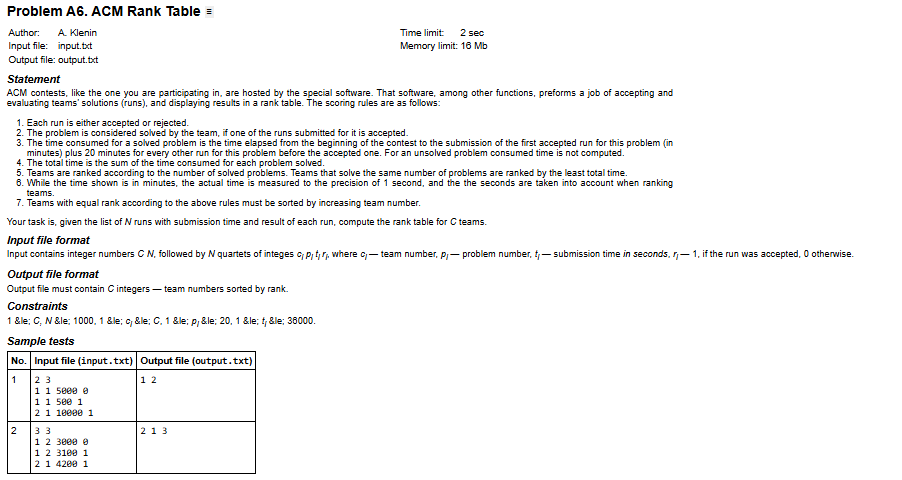 Problem A6. ACM Rank Table ≡
Author: A. Klenin Time limit: 2 sec
Input file: input.txt Memory limit: 16 Mb
Output file: output.txt
Statement
ACM contests, like the one you are participating in, are hosted by the special software. That software, among other functions, preforms a job of accepting and
evaluating teams' solutions (runs), and displaying results in a rank table. The scoring rules are as follows:
1. Each run is either accepted or rejected.
2. The problem is considered solved by the team, if one of the runs submitted for it is accepted.
3. The time consumed for a solved problem is the time elapsed from the beginning of the contest to the submission of the first accepted run for this problem (in
minutes) plus 20 minutes for every other run for this problem before the accepted one. For an unsolved problem consumed time is not computed.
4. The total time is the sum of the time consumed for each problem solved.
5. Teams are ranked according to the number of solved problems. Teams that solve the same number of problems are ranked by the least total time.
6. While the time shown is in minutes, the actual time is measured to the precision of 1 second, and the the seconds are taken into account when ranking
teams.
7. Teams with equal rank according to the above rules must be sorted by increasing team number.
Your task is, given the list of N runs with submission time and result of each run, compute the rank table for C teams.
Input file format
Input contains integer numbers C N, followed by N quartets of integes cj pj tj rj, where cj — team number, pj — problem number, tj — submission time in seconds, rj — 1, if the run was accepted, 0 otherwise.
Output file format
Output file must contain C integers — team numbers sorted by rank.
Constraints
1 &le; C, N &le; 1000, 1 &le; cj &le; C, 1 &le; pj &le; 20, 1 &le; tj &le; 36000.
Sample tests
No. Input file (input.txt) Output file (output.txt)
1 2 3 1 2
1 1 5000 0
1 1 500 1
2 1 10000 1
2 3 3 2 1 3
1 2 3000 0
1 2 3100 1
2 1 4200 1